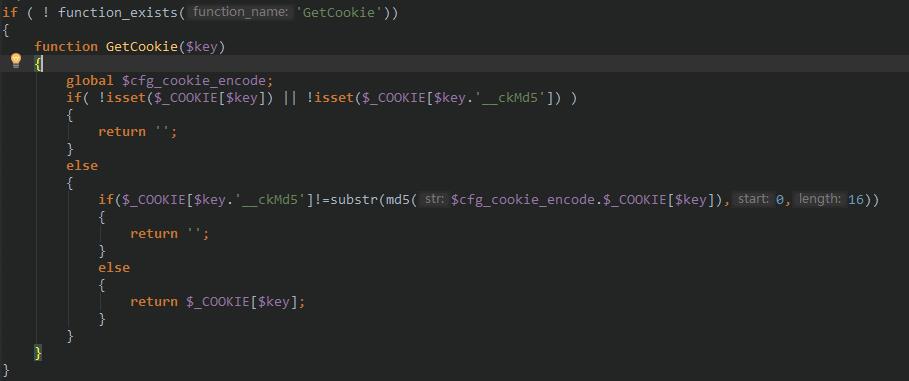 if ( ! function_exists( function_name: 'GetCookie'))
{
    function GetCookie($key)
    {
        global $cfg_cookie_encode;
        if( !isset($_COOKIE[$key]) || !isset($_COOKIE[$key.'__ckMd5']) )
        {
            return '';
        }
        else
        {
            if($_COOKIE[$key.'__ckMd5']!=substr(md5( str: $cfg_cookie_encode.$_COOKIE[$key]), start: 0, length: 16))
            {
                return '';
            }
            else
            {
                return $_COOKIE[$key];
            }
        }
    }
}